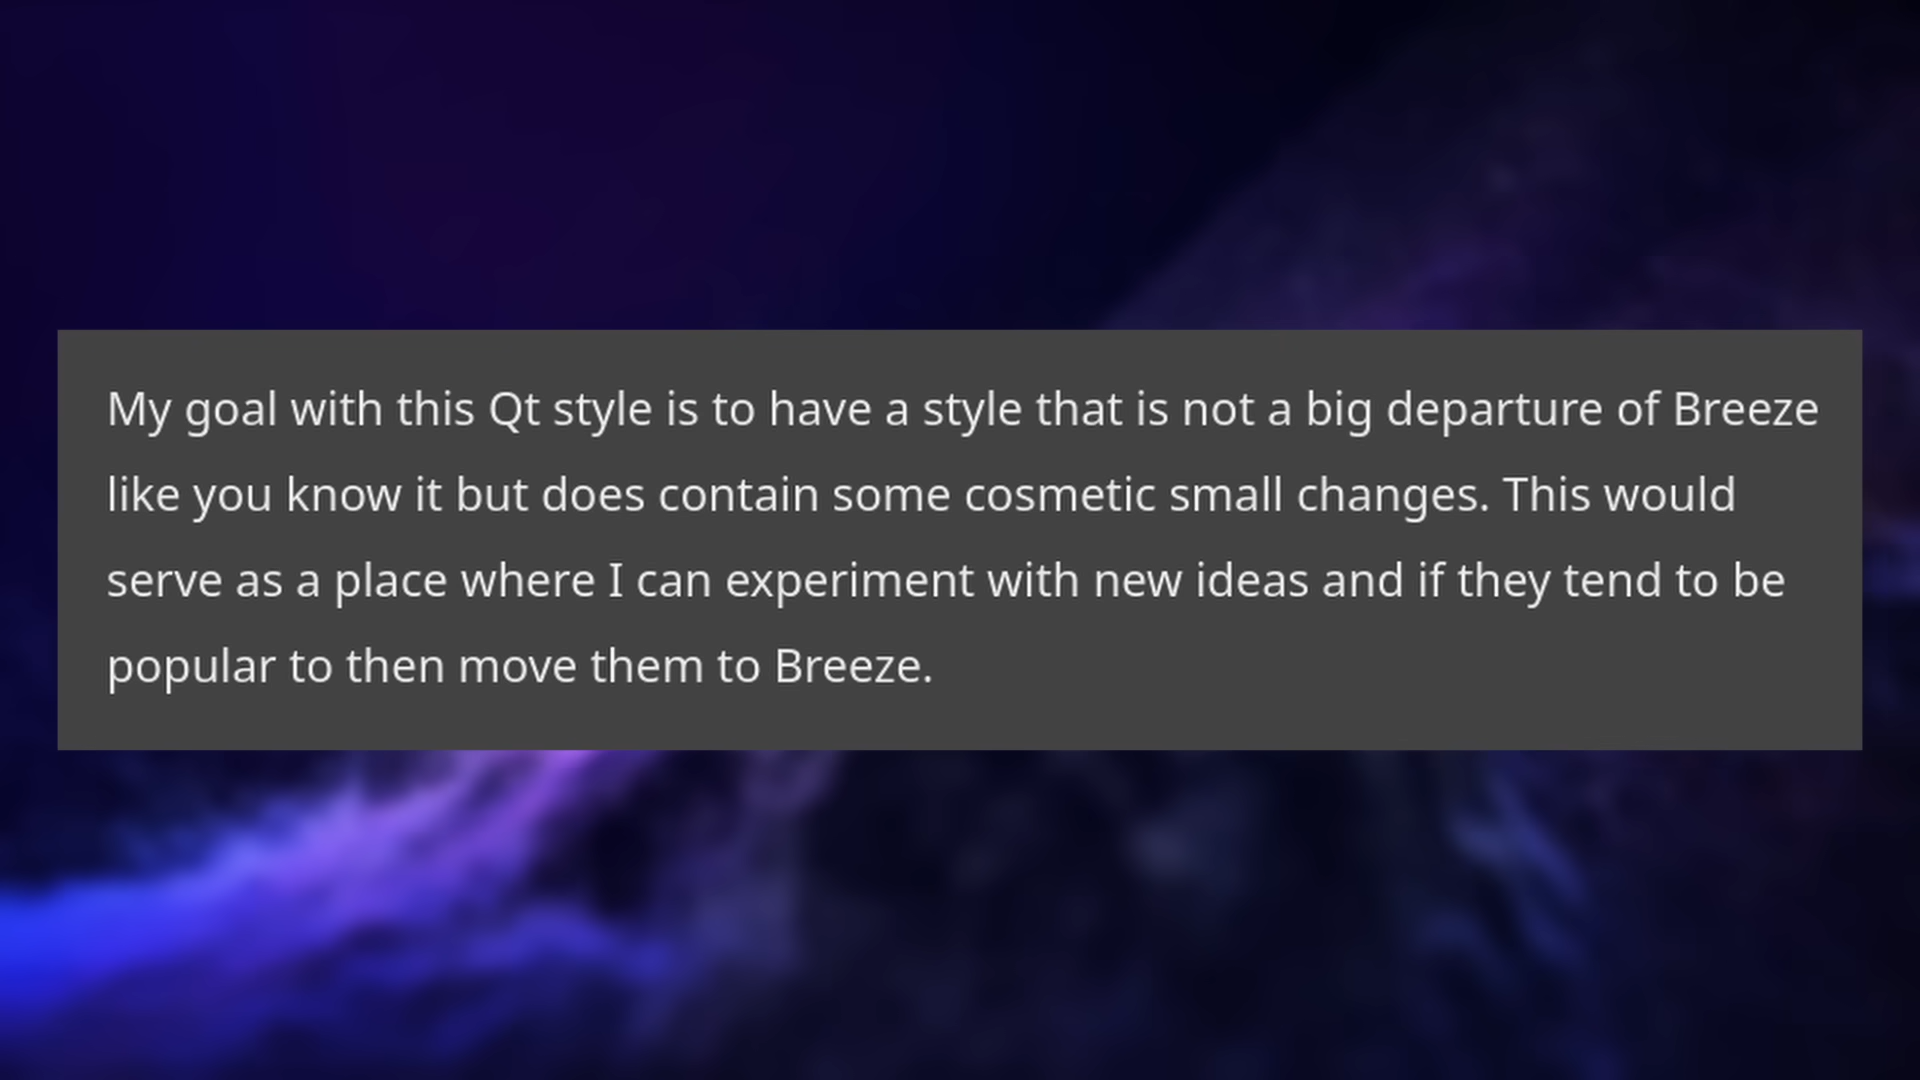 My goal with this Qt style is to have a style that is not a big departure of Breeze
like you know it but does contain some cosmetic small changes. This would
serve as a place where I can experiment with new ideas and if they tend to be
popular to then move them to Breeze.